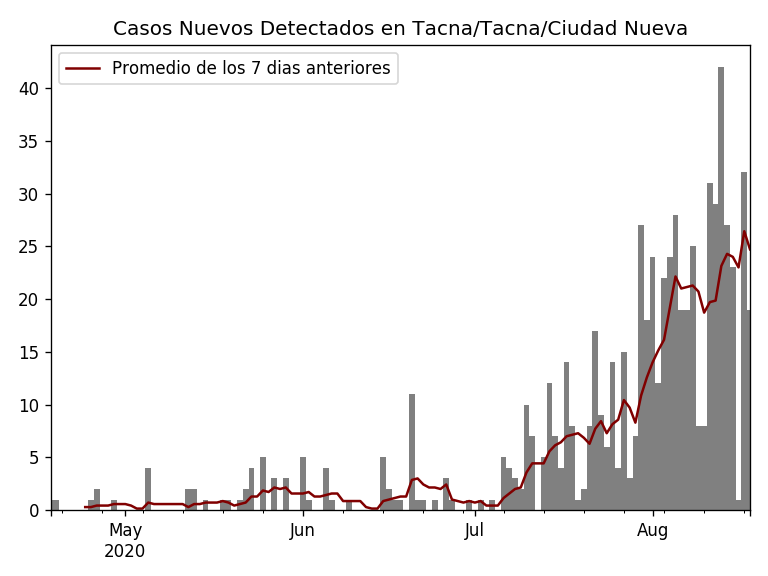 Casos Nuevos Detectados en Tacna/Tacna/Ciudad Nueva
Promedio de los 7 dias anteriores
40
35
30
25
20
15
10
5
0
May
2020
Jun
Jul
Aug